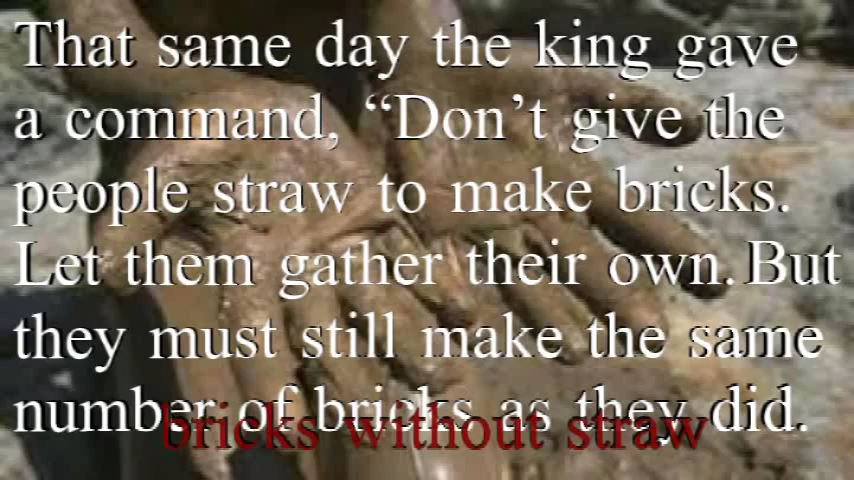 That same day the king gave
a command, “Don’t give the
people straw to make bricks.
Let them gather their own. But
they must still make the same
number of bricks as they did.
bricks without straw